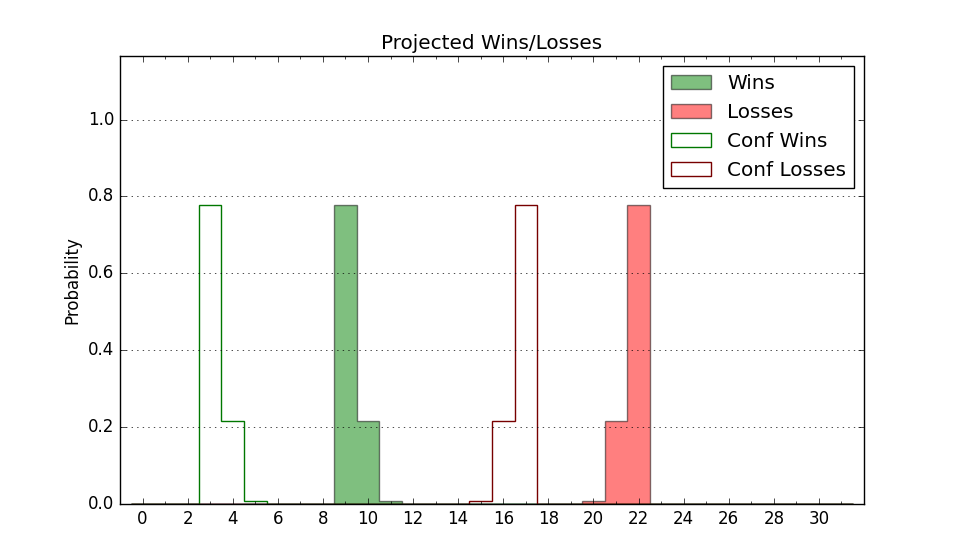 Projected Wins/Losses
Wins
Losses
Conf Wins
Conf Losses
Probability
1.0
0.8
0.6
0.4
0.2
0.0
0 2 4 6 8 10 12 14 16 18 20 22 24 26 28 30